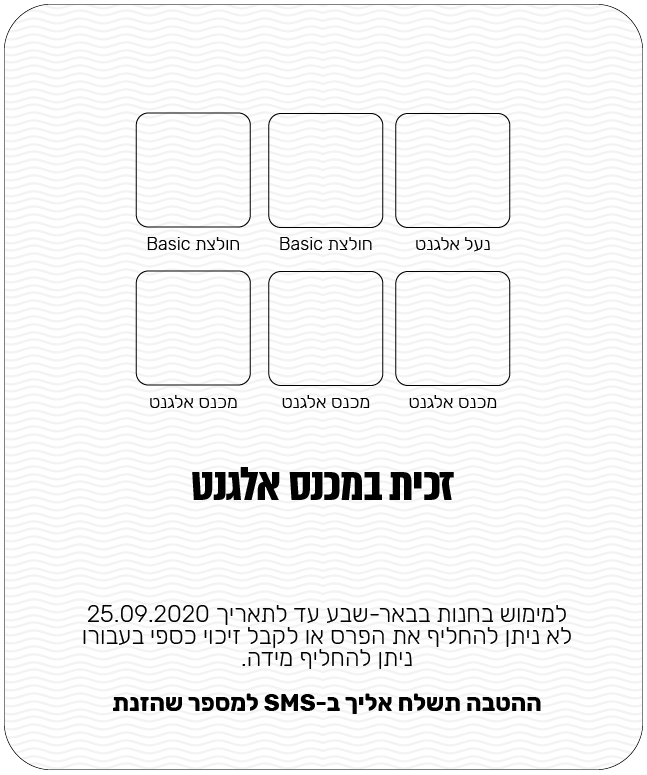 נעל אלגנט
חולצת Basic
חולצת Basic
מכנס אלגנט
מכנס אלגנט
מכנס אלגנט
זכית במכנס אלגנט
למימוש בחנות בבאר-שבע עד לתאריך 25.09.2020
לא ניתן להחליף את הפרס או לקבל זיכוי כספי בעבורו
ניתן להחליף מידה.
ההטבה תשלח אליך ב-SMS למספר שהזנת